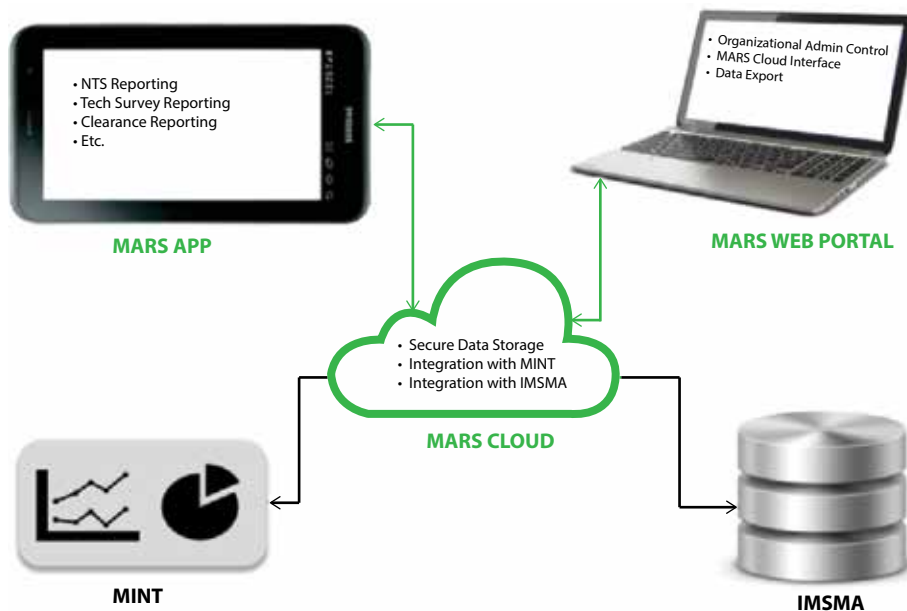 • NTS Reporting
• Tech Survey Reporting
• Clearance Reporting
• Etc.
• Organizational Admin Control
• MARS Cloud Interface
• Data Export
MARS APP
MARS WEB PORTAL
• Secure Data Storage
• Integration with MINT
• Integration with IMSMA
MARS CLOUD
MINT
IMSMA